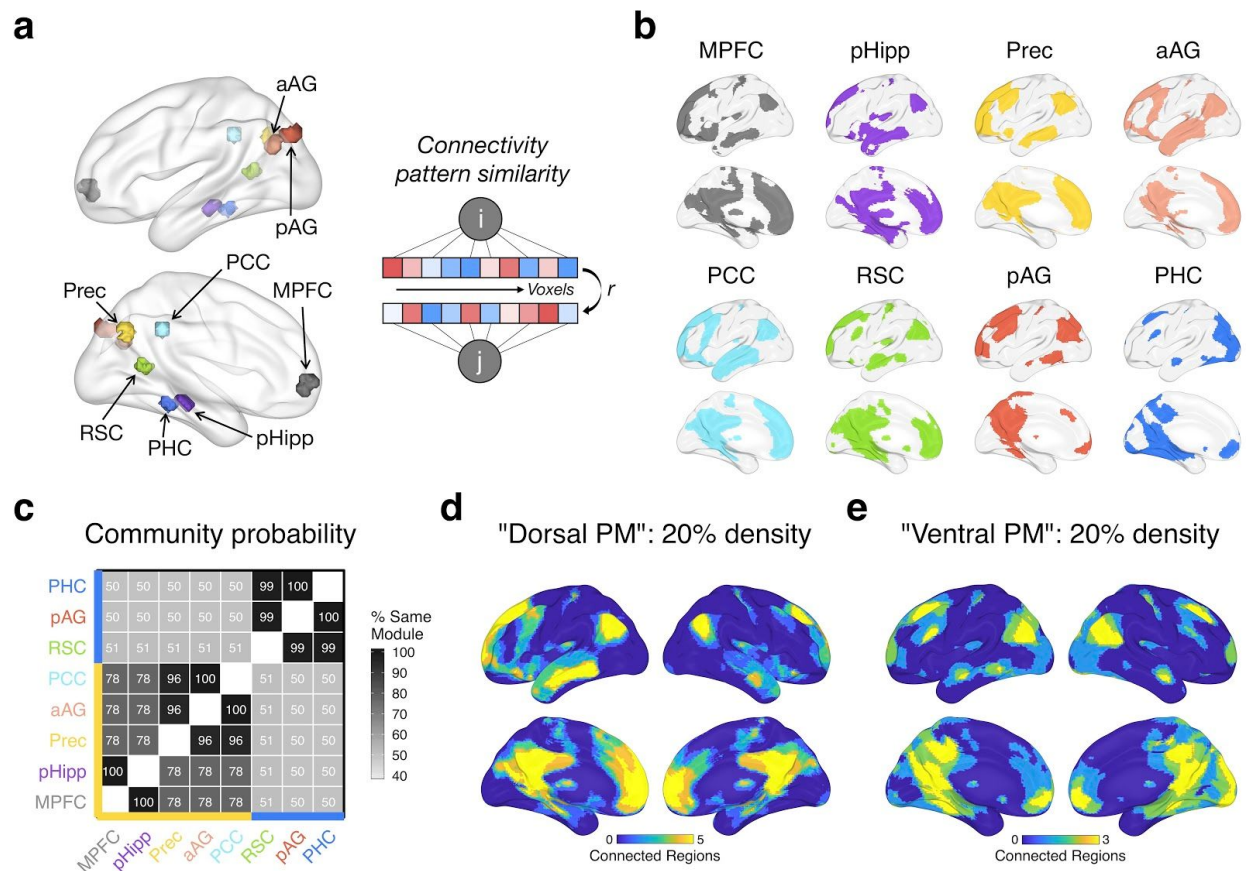 a
aAG
pAG
PCC
Prec
MPFC
RSC
PHC
pHipp
Connectivity
pattern similarity
i
Voxels
r
j
b
MPFC pHipp Prec aAG
PCC RSC pAG PHC
c
Community probability
PHC 50 50 50 50 50 99 100
pAG 50 50 50 50 50 99 100
RSC 51 51 51 51 51 99 99
PCC 78 78 96 100 51 50 50
aAG 78 78 96 100 51 50 50
Prec 78 78 96 96 51 50 50
pHipp 100 78 78 78 51 50 50
MPFC 100 78 78 78 51 50 50
MPFC pHipp Prec aAG PCC RSC pAG PHC
% Same
Module
100
90
80
70
60
50
40
d
"Dorsal PM": 20% density
0 5
Connected Regions
e
"Ventral PM": 20% density
0 3
Connected Regions